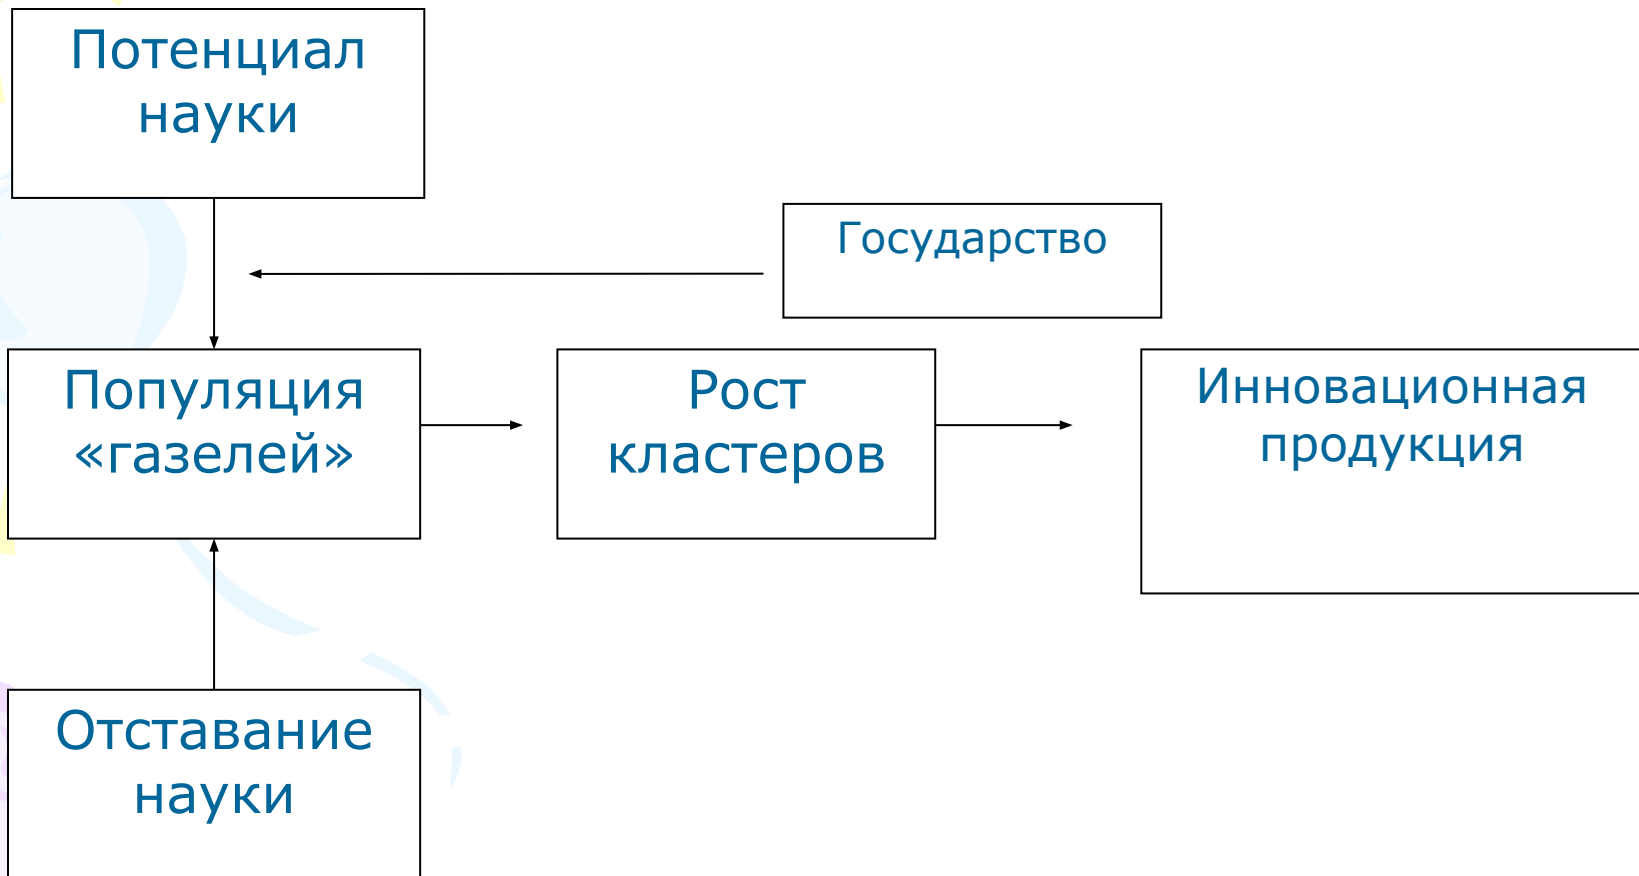 Потенциал
науки
Государство
Популяция
«газелей»
Рост
кластеров
Инновационная
продукция
Отставание
науки